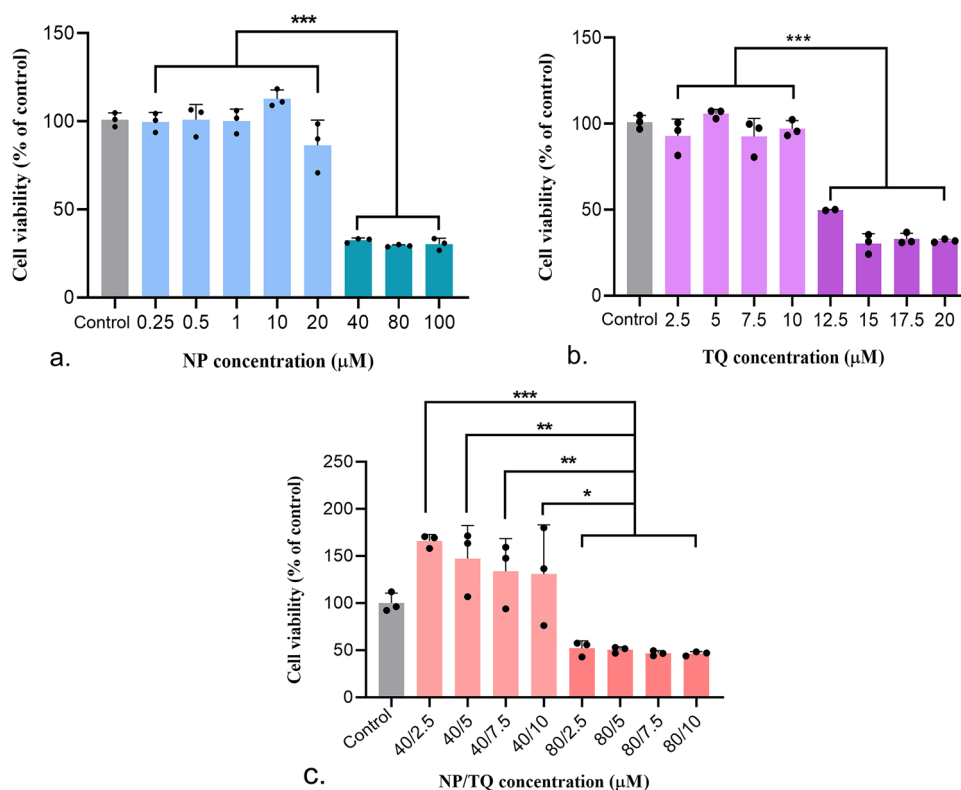 ***
150
100
50
0
Cell viability (% of control)
Control 0.25 0.5 1 10 20 40 80 100
a.
NP concentration (μM)
***
150
100
50
0
Cell viability (% of control)
Control 2.5 5 7.5 10 12.5 15 17.5 20
b.
TQ concentration (μM)
***
**
**
*
250
200
150
100
50
0
Cell viability (% of control)
Control 40/2.5 40/5 40/7.5 40/10 80/2.5 80/5 80/7.5 80/10
c.
NP/TQ concentration (μM)